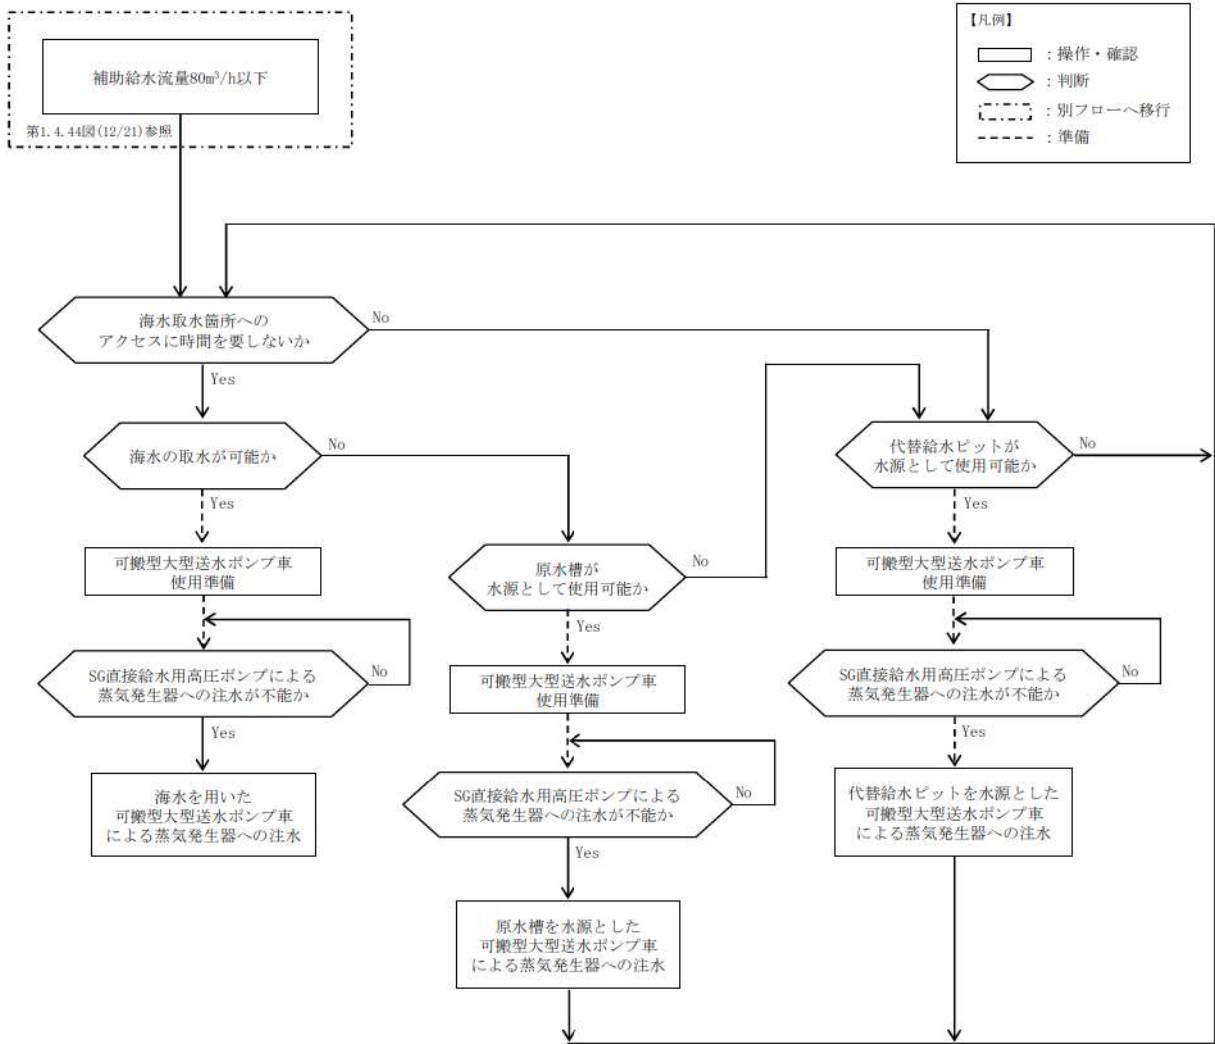 補助給水流量80m³/h以下
第1.4.44図(12/21)参照
【凡例】
：操作・確認
：判断
：別フローへ移行
：準備
海水取水箇所への
アクセスに時間を要しないか
No
Yes
海水の取水が可能か
No
Yes
代替給水ピットが
水源として使用可能か
No
Yes
可搬型大型送水ポンプ車
使用準備
原水槽が
水源として使用可能か
No
Yes
可搬型大型送水ポンプ車
使用準備
SG直接給水用高圧ポンプによる
蒸気発生器への注水が不能か
No
Yes
可搬型大型送水ポンプ車
使用準備
SG直接給水用高圧ポンプによる
蒸気発生器への注水が不能か
No
Yes
海水を用いた
可搬型大型送水ポンプ車
による蒸気発生器への注水
SG直接給水用高圧ポンプによる
蒸気発生器への注水が不能か
No
Yes
代替給水ピットを水源とした
可搬型大型送水ポンプ車
による蒸気発生器への注水
原水槽を水源とした
可搬型大型送水ポンプ車
による蒸気発生器への注水